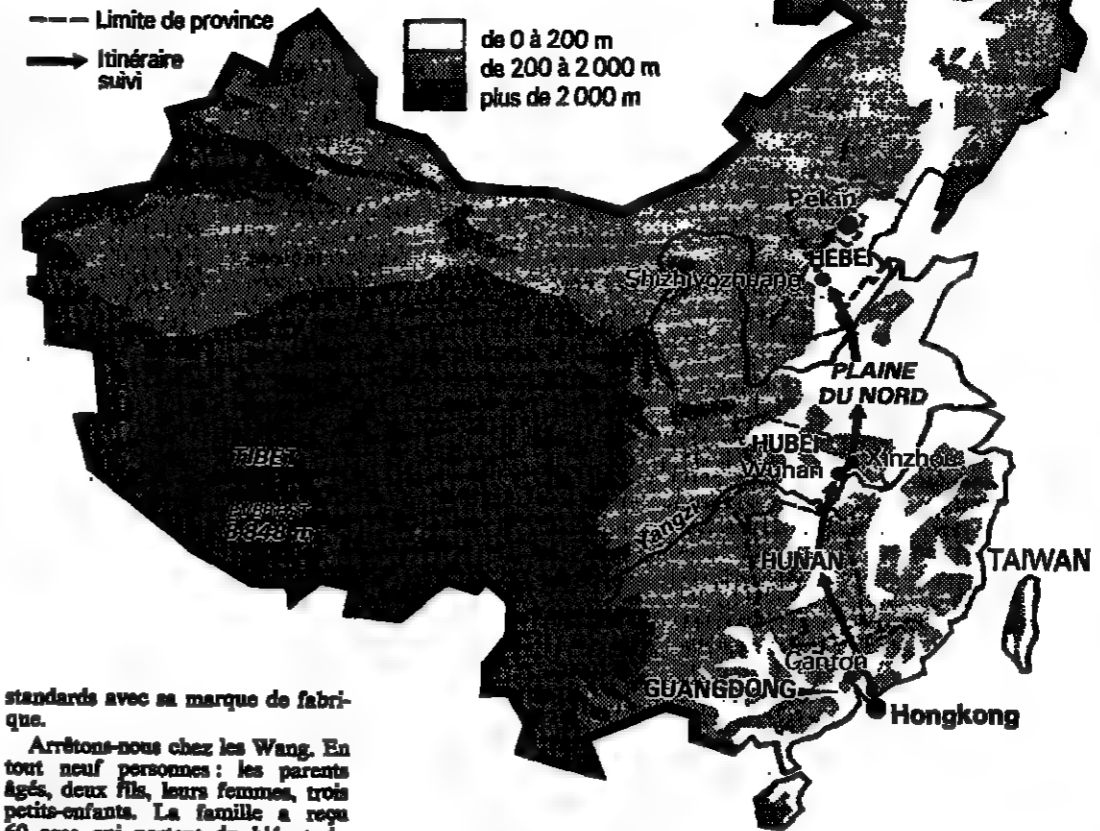 Limite de province
Itinéraire
suivi
de 0 à 200 m
de 200 à 2 000 m
plus de 2 000 m
Pekin
HEBEI
PLAINE
DU NORD
HUBEI
Wuhan
Yangzi
HUNAN
TAIWAN
Canton
GUANGDONG
Hongkong
TIBET
8 848 m
standards avec sa marque de fabri-
que.
Arrêtons-nous chez les Wang. En
tout neuf personnes : les parents
âgés, deux fils, leurs femmes, trois
petits-enfants. La famille a reçu